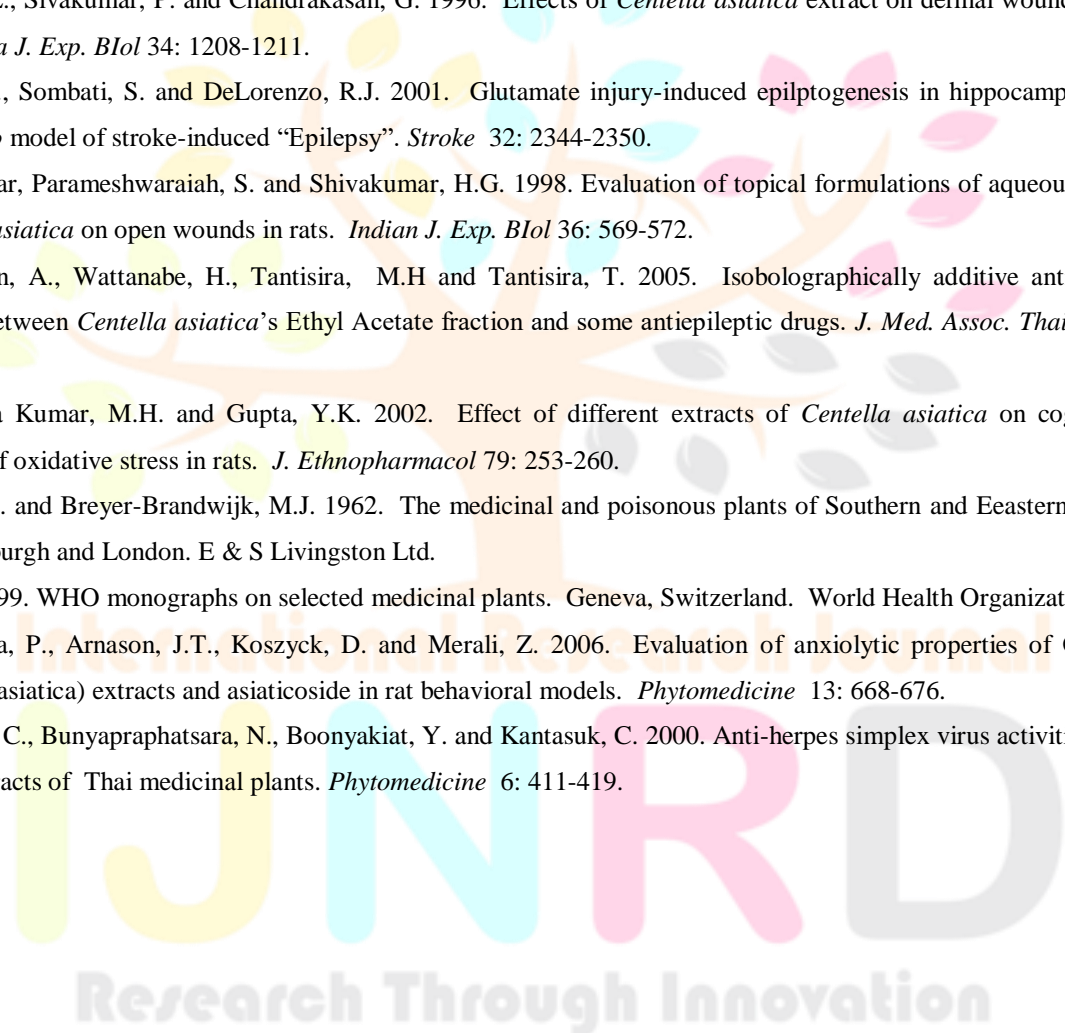 Sivakumar, P. and Chandrakasan, G. 1996. Effects of Centella asiatica extract on dermal wound
J. Exp. BIol 34: 1208-1211.
Sombati, S. and DeLorenzo, R.J. 2001. Glutamate injury-induced epilptogenesis in hippocamp
model of stroke-induced “Epilepsy”. Stroke 32: 2344-2350.
ar, Parameshwaraiah, S. and Shivakumar, H.G. 1998. Evaluation of topical formulations of aqueou
asiatica on open wounds in rats. Indian J. Exp. BIol 36: 569-572.
n, A., Wattanabe, H., Tantisira, M.H and Tantisira, T. 2005. Isobolographically additive ant
etween Centella asiatica’s Ethyl Acetate fraction and some antiepileptic drugs. J. Med. Assoc. Thai
Kumar, M.H. and Gupta, Y.K. 2002. Effect of different extracts of Centella asiatica on cog
f oxidative stress in rats. J. Ethnopharmacol 79: 253-260.
. and Breyer-Brandwijk, M.J. 1962. The medicinal and poisonous plants of Southern and Eeastern
burgh and London. E & S Livingston Ltd.
99. WHO monographs on selected medicinal plants. Geneva, Switzerland. World Health Organizat
a, P., Arnason, J.T., Koszyck, D. and Merali, Z. 2006. Evaluation of anxiolytic properties of
asiatica) extracts and asiaticoside in rat behavioral models. Phytomedicine 13: 668-676.
C., Bunyapraphatsara, N., Boonyakiat, Y. and Kantasuk, C. 2000. Anti-herpes simplex virus activiti
racts of Thai medicinal plants. Phytomedicine 6: 411-419.
International Research Journal
IJNRD
Research Through Innovation